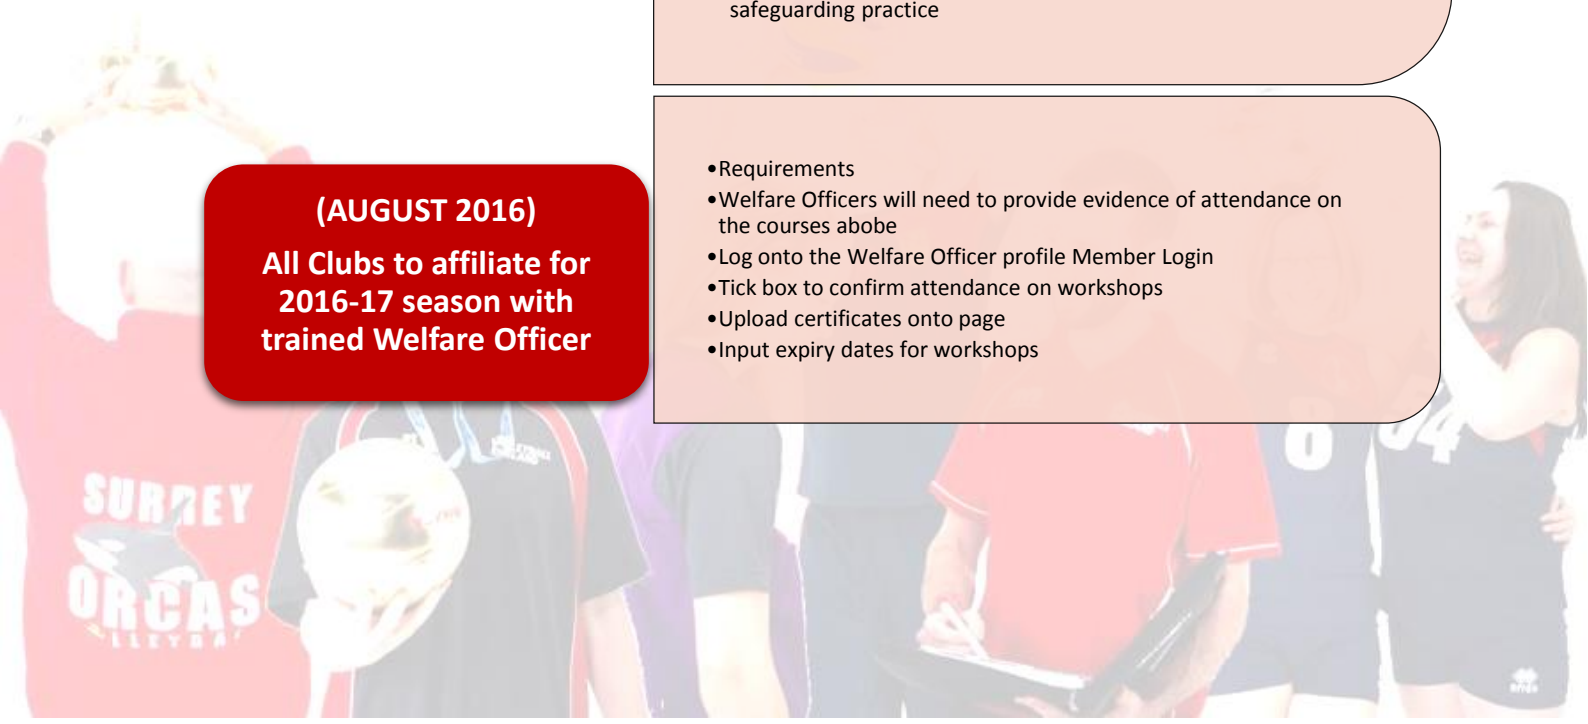 safeguarding practice
(AUGUST 2016)
All Clubs to affiliate for
2016-17 season with
trained Welfare Officer
•Requirements
•Welfare Officers will need to provide evidence of attendance on
the courses abobe
•Log onto the Welfare Officer profile Member Login
•Tick box to confirm attendance on workshops
•Upload certificates onto page
•Input expiry dates for workshops
SURREY
ORCAS
8